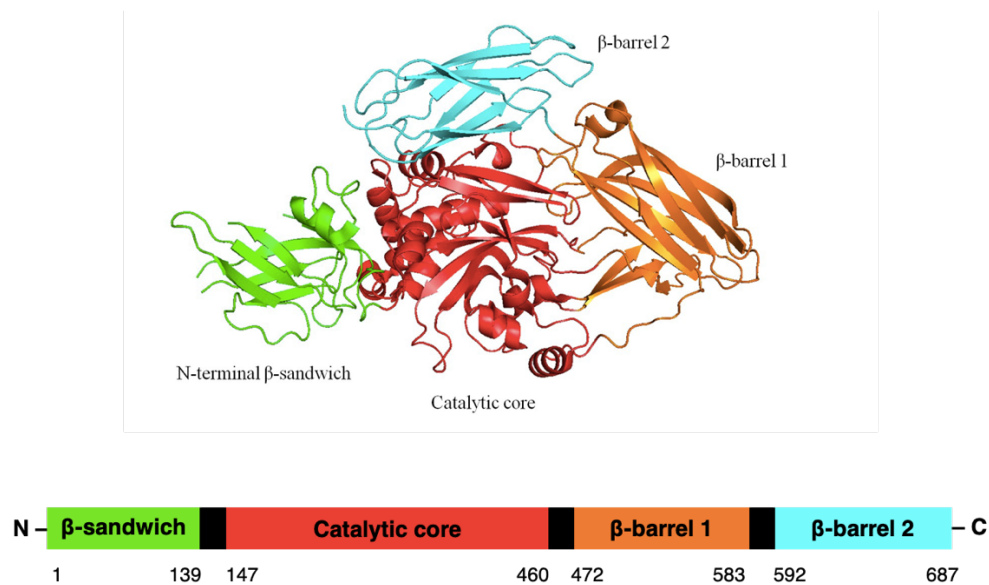 β-barrel 2
β-barrel 1
N-terminal β-sandwich
Catalytic core
N β-sandwich Catalytic core β-barrel 1 β-barrel 2 C
1 139 147 460 472 583 592 687